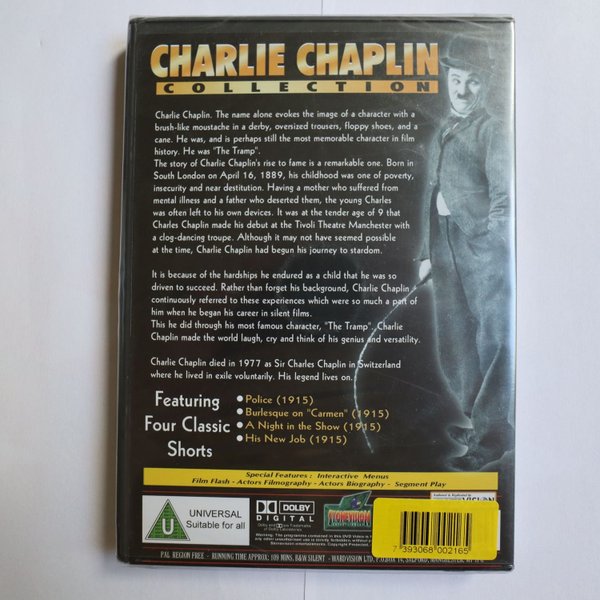 CHARLIE CHAPLIN
COLLECTION
Charlie Chaplin. The name alone evokes the image of a character with a
brush-like moustache in a derby, oversized trousers, floppy shoes, and a
cane. He was, and is perhaps still the most memorable character in film
history. He was "The Tramp".
The story of Charlie Chaplin's rise to fame is a remarkable one. Born in
South London on April 16, 1889, his childhood was one of poverty,
insecurity and near destitution. Having a mother who suffered from
mental illness and a father who deserted them, the young Charles
was often left to his own devices. It was at the tender age of 9 that
Charles Chaplin made his debut at the Tivoli Theatre Manchester with
a clog-dancing troupe. Although it may not have seemed possible
at the time, Charlie Chaplin had begun his journey to stardom.
It is because of the hardships he endured as a child that he was so
driven to succeed. Rather than forget his background, Charlie Chaplin
continuously referred to these experiences which were so much a part of
him when he began his career in silent films.
This he did through his most famous character, "The Tramp". Charlie
Chaplin made the world laugh, cry and think of his genius and versatility.
Charlie Chaplin died in 1977 as Sir Charles Chaplin in Switzerland
where he lived in exile voluntarily. His legend lives on.
Featuring
Four Classic
Shorts
Police (1915)
Burlesque on "Carmen" (1915)
A Night in the Show (1915)
His New Job (1915)
Special Features : Interactive Menus
Film Flash - Actors Filmography - Actors Biography - Segment Play
U
UNIVERSAL
Suitable for all
DOLBY
DIGITAL
PAL REGION FREE - RUNNING TIME APPROX: 109 MINS. B&W SILENT - WARDVISION LTD.
7 393068 002165